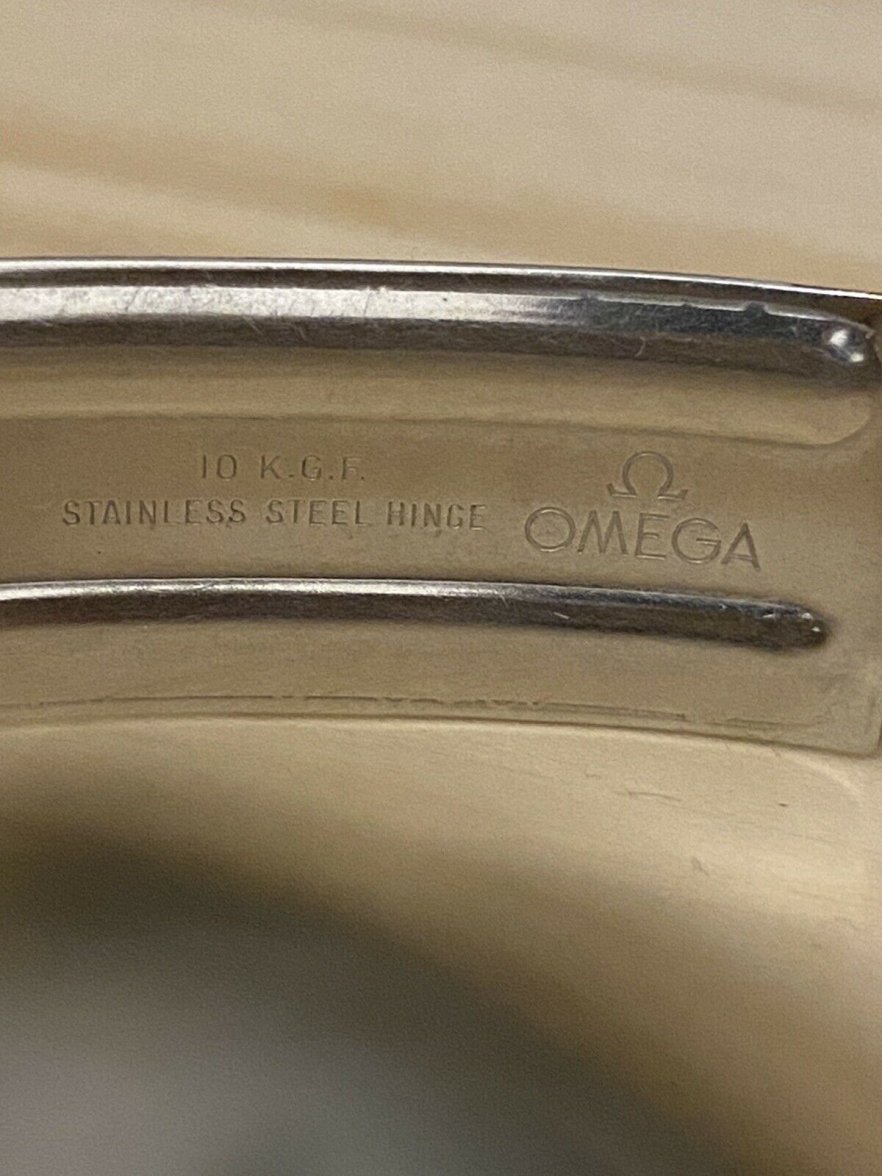 10 K.G.F.
STAINLESS STEEL HINGE
Ω
OMEGA